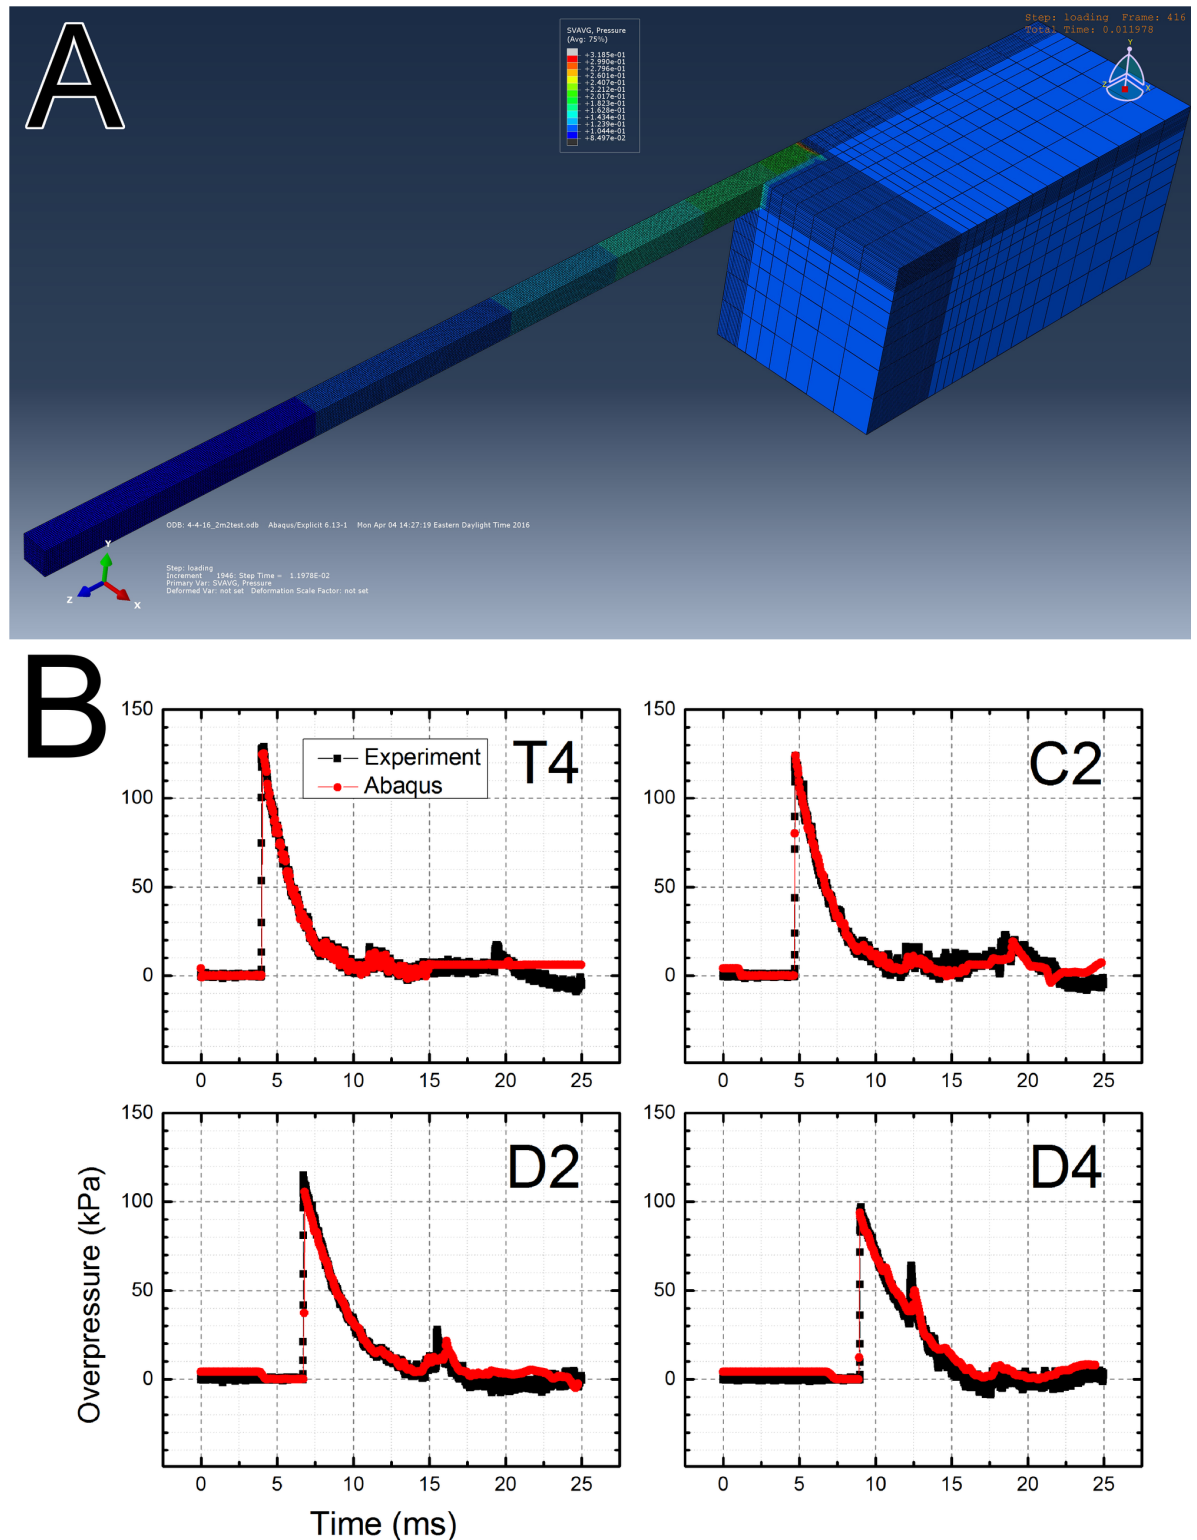 A
Step: loading Frame: 416
Total Time: 0.011978
SVAVG, Pressure
(Avg: 75%)
+3.185e-01
+2.990e-01
+2.796e-01
+2.601e-01
+2.407e-01
+2.212e-01
+2.017e-01
+1.823e-01
+1.628e-01
+1.434e-01
+1.239e-01
+1.044e-01
+8.497e-02
Y
Z
X
ODB: 4-4-16_2m2test.odb Abaqus/Explicit 6.13-1 Mon Apr 04 14:27:19 Eastern Daylight Time 2016
Step: loading
Increment 1946: Step Time = 1.1978E-02
Primary Var: SVAVG, Pressure
Deformed Var: not set Deformation Scale Factor: not set
Y
Z
X
B
150
100
50
0
0 5 10 15 20 25
Experiment
Abaqus
T4
150
100
50
0
0 5 10 15 20 25
C2
150
100
50
0
0 5 10 15 20 25
D2
150
100
50
0
0 5 10 15 20 25
D4
Overpressure (kPa)
Time (ms)